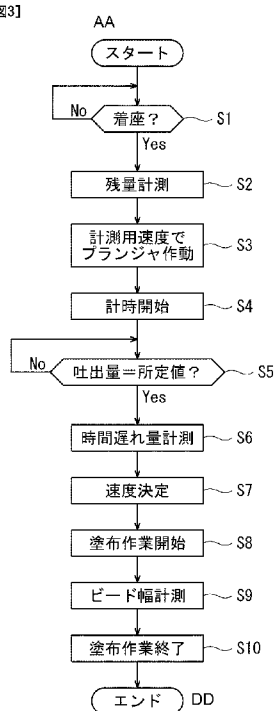 図3]
AA
スタート
着座? S1
No
Yes
残量計測 S2
計測用速度で
プランジャ作動 S3
計時開始 S4
No
吐出量=所定値? S5
Yes
時間遅れ量計測 S6
速度決定 S7
塗布作業開始 S8
ビード幅計測 S9
塗布作業終了 S10
エンド DD